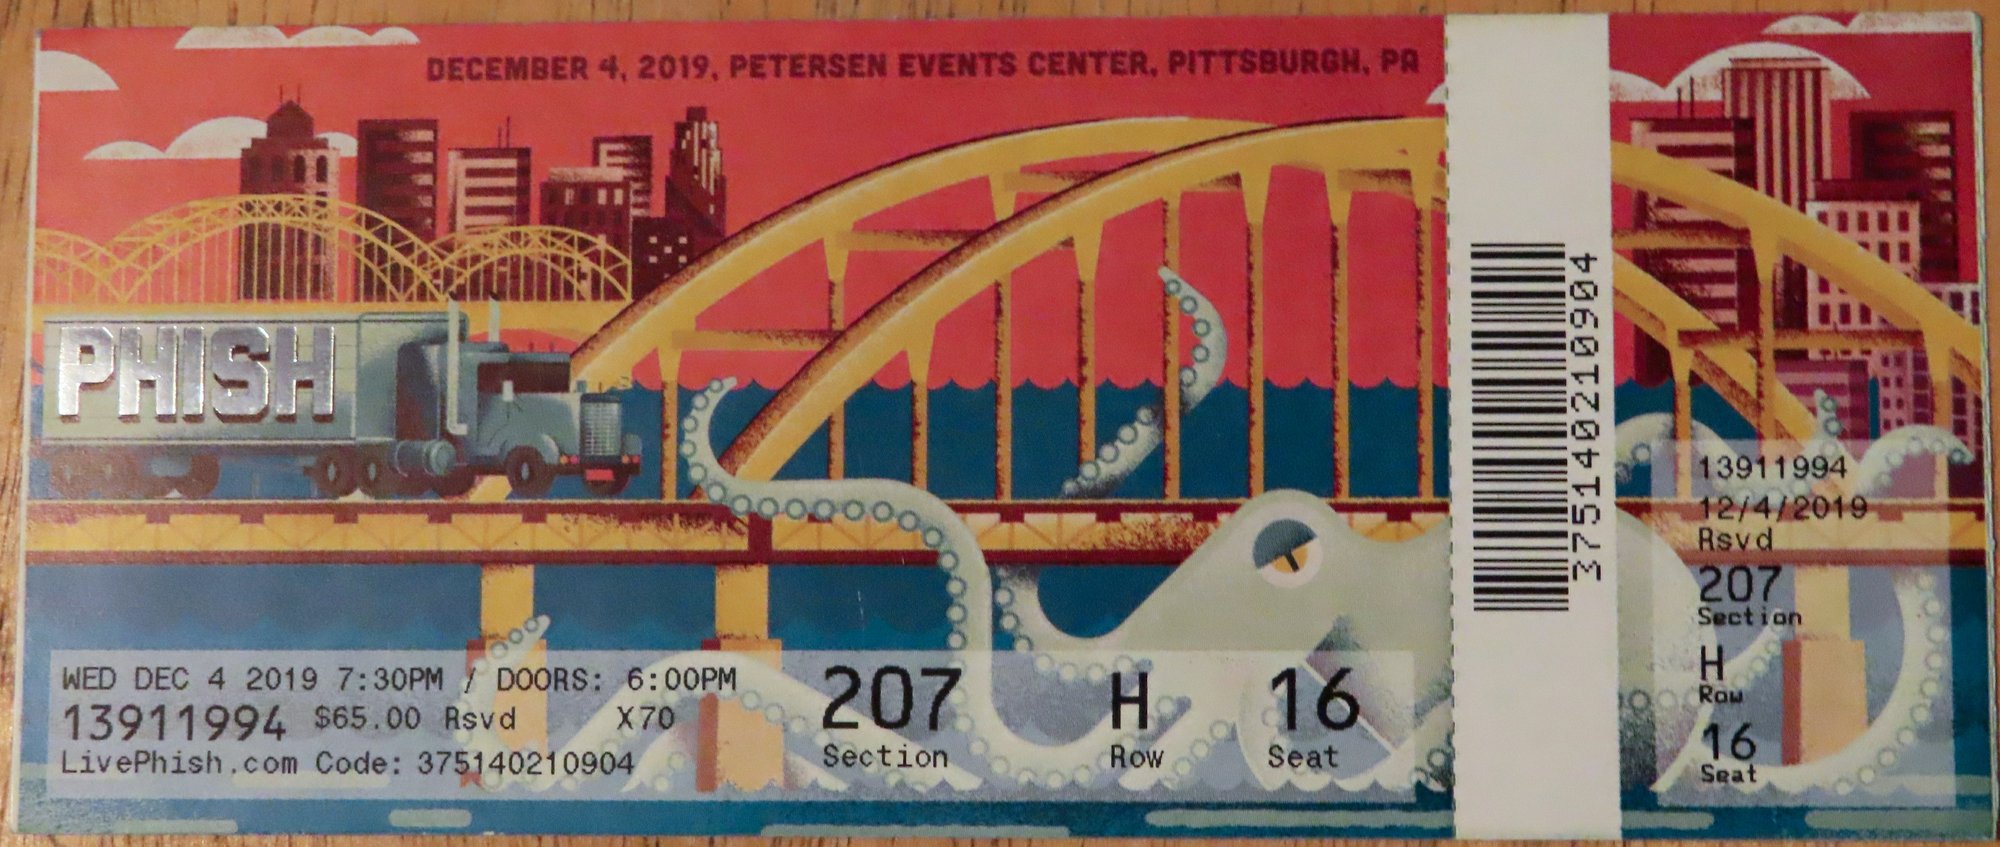 DECEMBER 4, 2019, PETERSEN EVENTS CENTER, PITTSBURGH, PA
PHISH
WED DEC 4 2019 7:30PM / DOORS: 6:00PM
13911994 $65.00 Rsvd X70
LivePhish.com Code: 375140210904
207 H 16
Section Row Seat
375140210904
13911994
12/4/2019
Rsvd
207
Section
H
Row
16
Seat